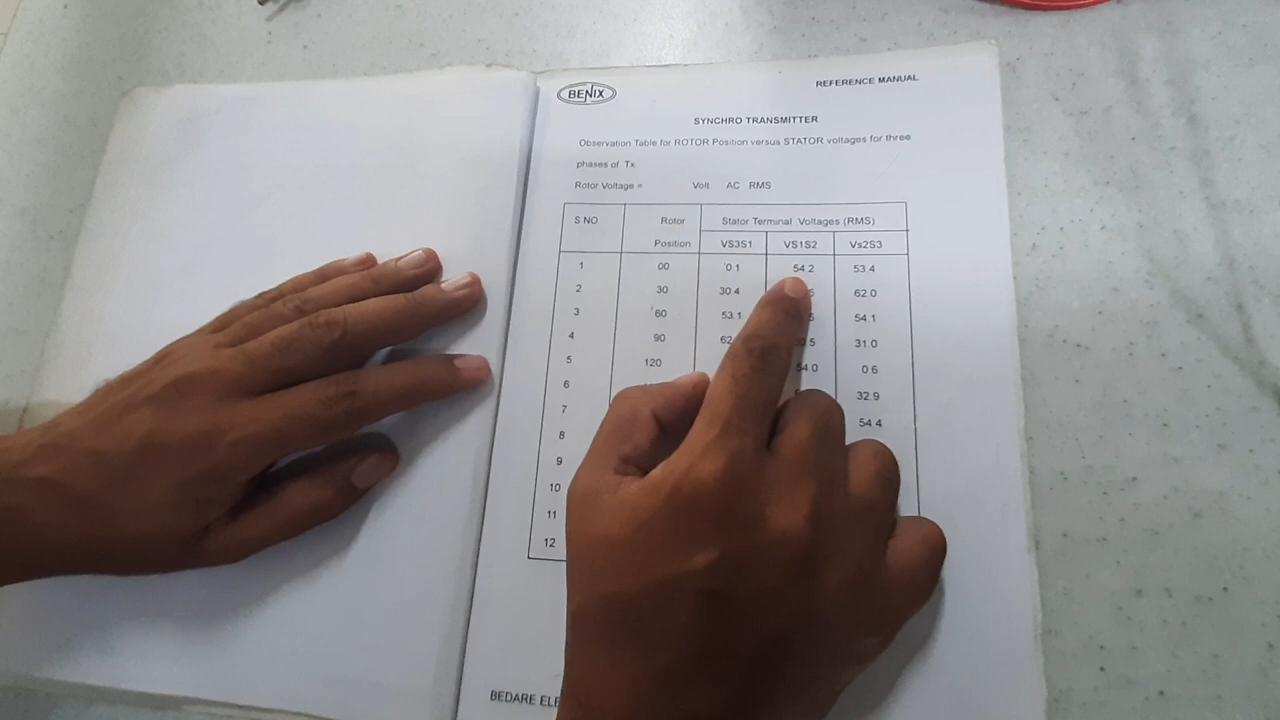 BENIX
REFERENCE MANUAL
SYNCHRO TRANSMITTER
Observation Table for ROTOR Position versus STATOR voltages for three
phases of Tx.
Rotor Voltage = Volt AC RMS
S NO Rotor Position Stator Terminal Voltages (RMS)
VS3S1 VS1S2 Vs2S3
1 00 0.1 54.2 53.4
2 30 30.4 62.0
3 60 53.1 54.1
4 90 31.0
5 120 54.0 0.6
6 32.9
7 54.4
8
9
10
11
12
BEDARE